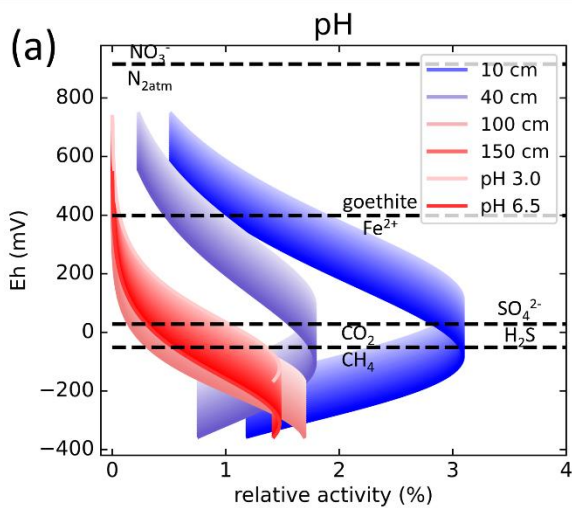 (a)
pH
NO₃⁻
N₂ₐₜₘ
10 cm
40 cm
100 cm
150 cm
pH 3.0
pH 6.5
goethite
Fe²⁺
SO₄²⁻
H₂S
CO₂
CH₄
800
600
400
200
0
−200
−400
Eh (mV)
0
1
2
3
4
relative activity (%)